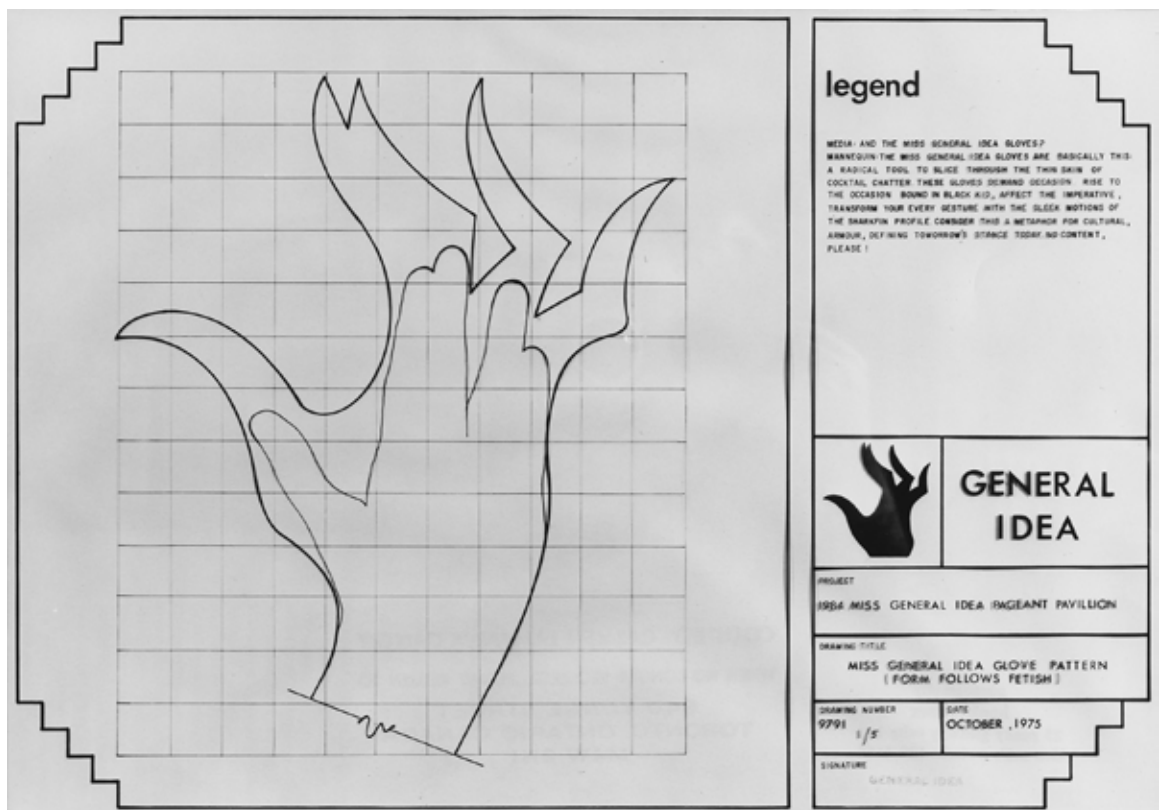 legend
MEDIA: AND THE MISS GENERAL IDEA GLOVES?
MANNEQUIN: THE MISS GENERAL IDEA GLOVES ARE BASICALLY THIS:
A RADICAL TOOL TO SLICE THROUGH THE THIN SKIN OF
COCKTAIL CHATTER. THESE GLOVES DEMAND OCCASION. RISE TO
THE OCCASION BOUND IN BLACK KID, AFFECT THE IMPERATIVE,
TRANSFORM YOUR EVERY GESTURE WITH THE SLEEK MOTIONS OF
THE SHARKFIN PROFILE. CONSIDER THIS A METAPHOR FOR CULTURAL,
ARMOUR, DEFINING TOMORROW'S STANCE TODAY. NO CONTENT,
PLEASE!
GENERAL
IDEA
PROJECT
1984 MISS GENERAL IDEA PAGEANT PAVILLION
DRAWING TITLE
MISS GENERAL IDEA GLOVE PATTERN
(FORM FOLLOWS FETISH)
DRAWING NUMBER
9791
1/5
DATE
OCTOBER, 1975
SIGNATURE
GENERAL IDEA